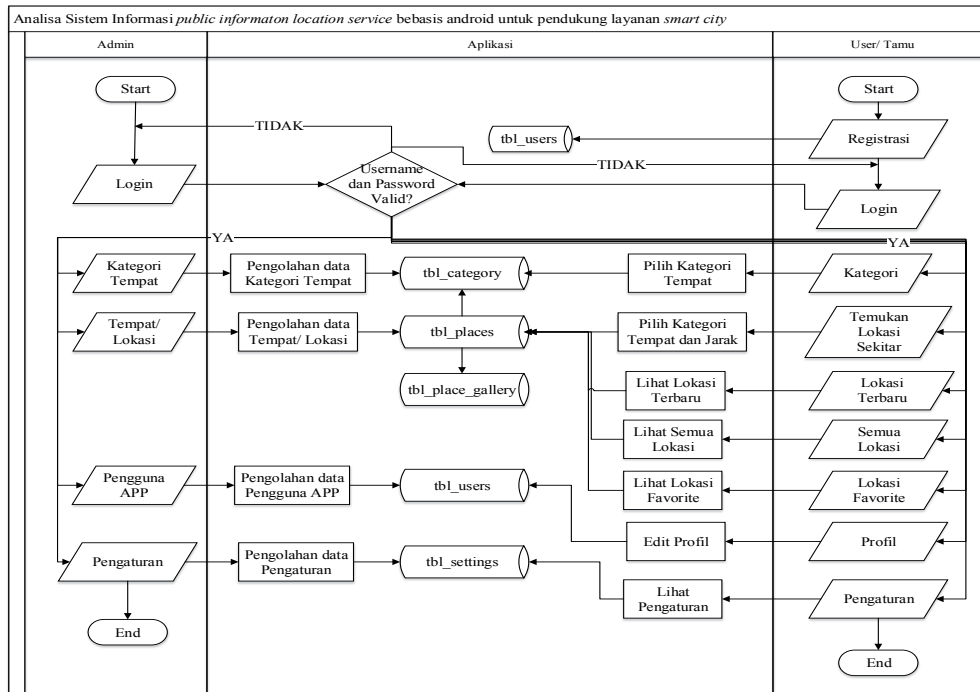 Analisa Sistem Informasi public informaton location service bebasis android untuk pendukung layanan smart city
Admin
Aplikasi
User/ Tamu
Start
Start
TIDAK
tbl_users
Registrasi
TIDAK
Login
Username
dan Password
Valid?
Login
YA
YA
Kategori
Tempat
Pengolahan data
Kategori Tempat
tbl_category
Pilih Kategori
Tempat
Kategori
Tempat/
Lokasi
Pengolahan data
Tempat/ Lokasi
tbl_places
Pilih Kategori
Tempat dan Jarak
Temukan
Lokasi
Sekitar
tbl_place_gallery
Lihat Lokasi
Terbaru
Lokasi
Terbaru
Lihat Semua
Lokasi
Semua
Lokasi
Pengguna
APP
Pengolahan data
Pengguna APP
tbl_users
Lihat Lokasi
Favorite
Lokasi
Favorite
Edit Profil
Profil
Pengaturan
Pengolahan data
Pengaturan
tbl_settings
Lihat
Pengaturan
Pengaturan
End
End